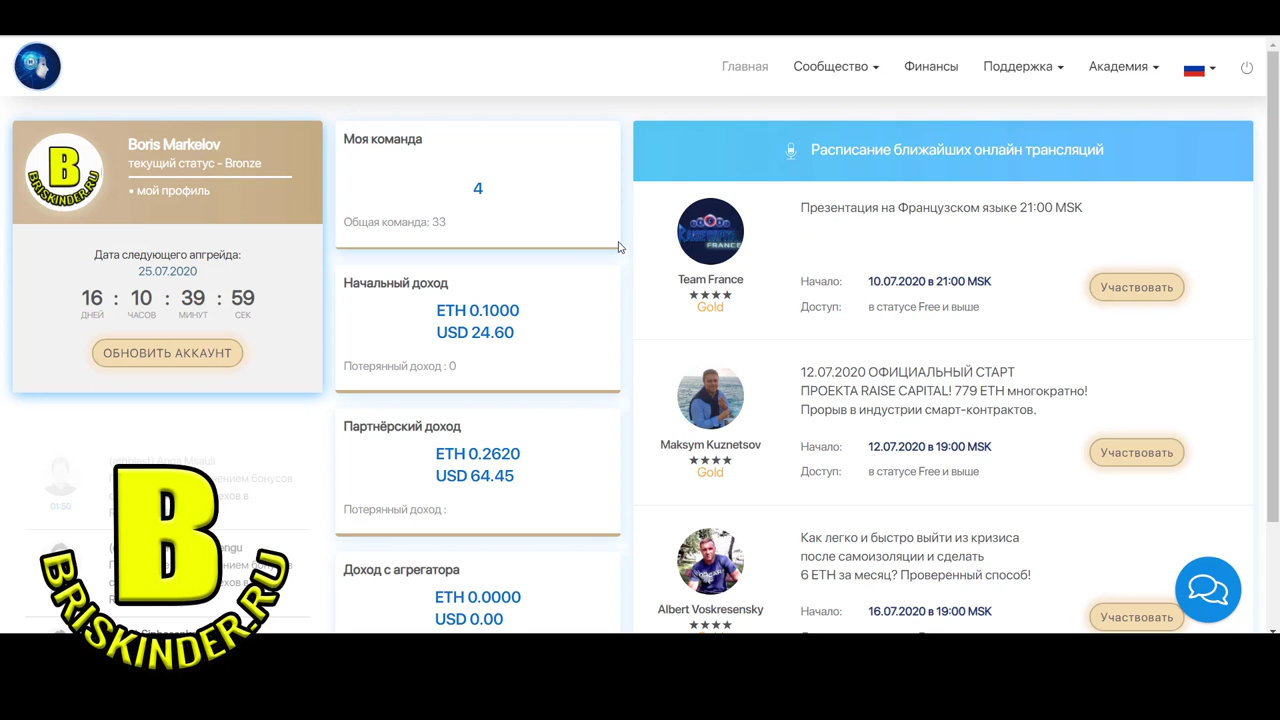 Главная
Сообщество
Финансы
Поддержка
Академия
B
BRISKINDER.RU
Boris Markelov
текущий статус - Bronze
• мой профиль
Дата следующего апгрейда:
25.07.2020
16 : 10 : 39 : 59
ДНЕЙ ЧАСОВ МИНУТ СЕК
ОБНОВИТЬ АККАУНТ
01:50
B
BRISKINDER.RU
Моя команда
4
Общая команда: 33
Начальный доход
ETH 0.1000
USD 24.60
Потерянный доход : 0
Партнёрский доход
ETH 0.2620
USD 64.45
Потерянный доход :
Доход с агрегатора
ETH 0.0000
USD 0.00
Расписание ближайших онлайн трансляций
FRANCE
Team France
★★★★
Gold
Презентация на Французском языке 21:00 MSK
Начало: 10.07.2020 в 21:00 MSK
Доступ: в статусе Free и выше
Участвовать
Maksym Kuznetsov
★★★★
Gold
12.07.2020 ОФИЦИАЛЬНЫЙ СТАРТ
ПРОЕКТА RAISE CAPITAL! 779 ETH многократно!
Прорыв в индустрии смарт-контрактов.
Начало: 12.07.2020 в 19:00 MSK
Доступ: в статусе Free и выше
Участвовать
Albert Voskresensky
★★★★
Как легко и быстро выйти из кризиса
после самоизоляции и сделать
6 ETH за месяц? Проверенный способ!
Начало: 16.07.2020 в 19:00 MSK
Участвовать